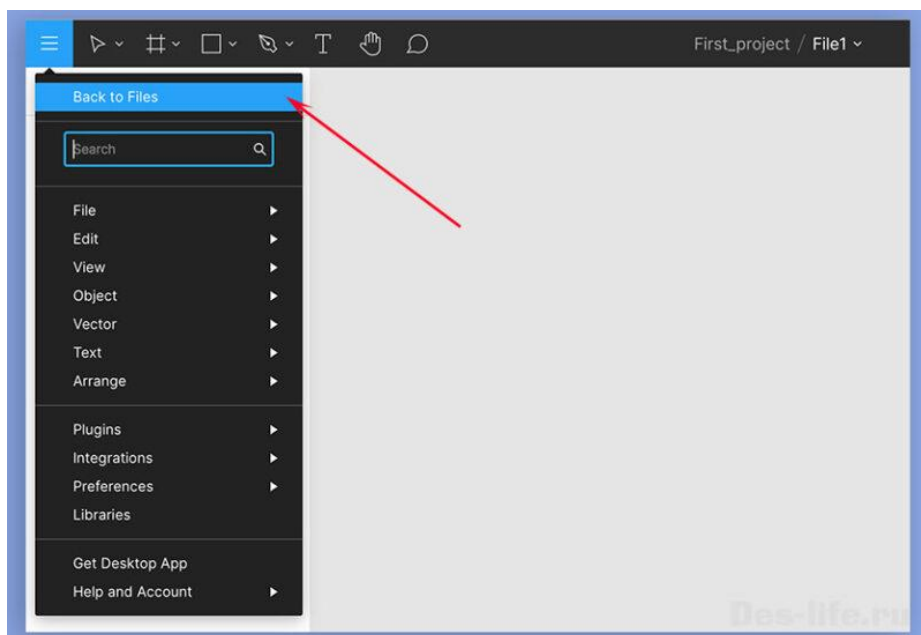 First_project / File1
Back to Files
Search
File
Edit
View
Object
Vector
Text
Arrange
Plugins
Integrations
Preferences
Libraries
Get Desktop App
Help and Account
Des-life.ru